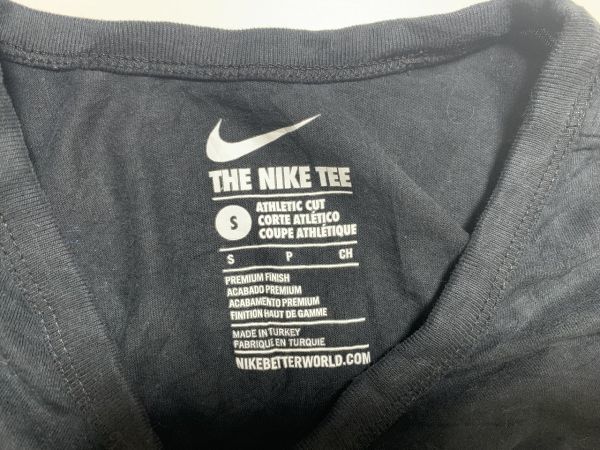 THE NIKE TEE
S
ATHLETIC CUT
CORTE ATLÉTICO
COUPE ATHLÉTIQUE
S P CH
PREMIUM FINISH
ACABADO PREMIUM
ACABAMENTO PREMIUM
FINITION HAUT DE GAMME
MADE IN TURKEY
FABRIQUE EN TURQUIE
NIKEBETTERWORLD.COM